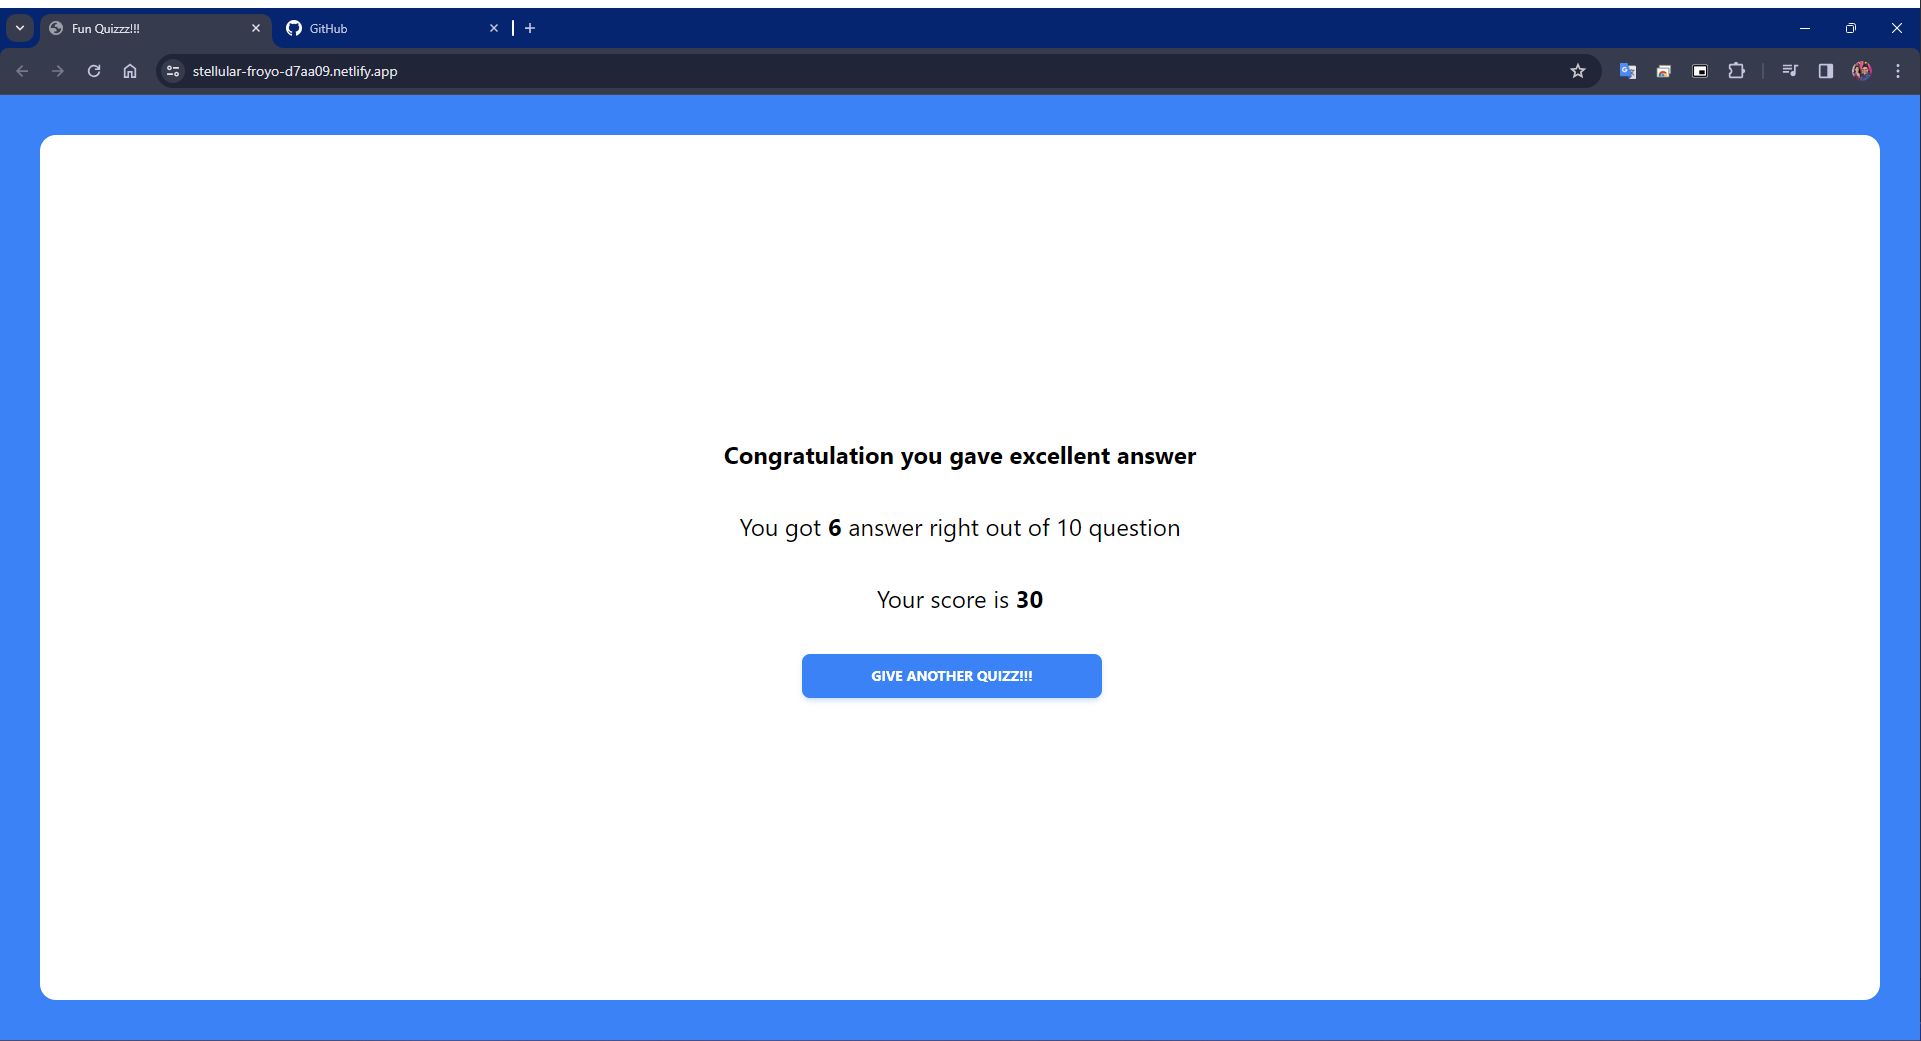 Fun Quizzz!!!
GitHub
stellular-froyo-d7aa09.netlify.app
Congratulation you gave excellent answer
You got 6 answer right out of 10 question
Your score is 30
GIVE ANOTHER QUIZZ!!!